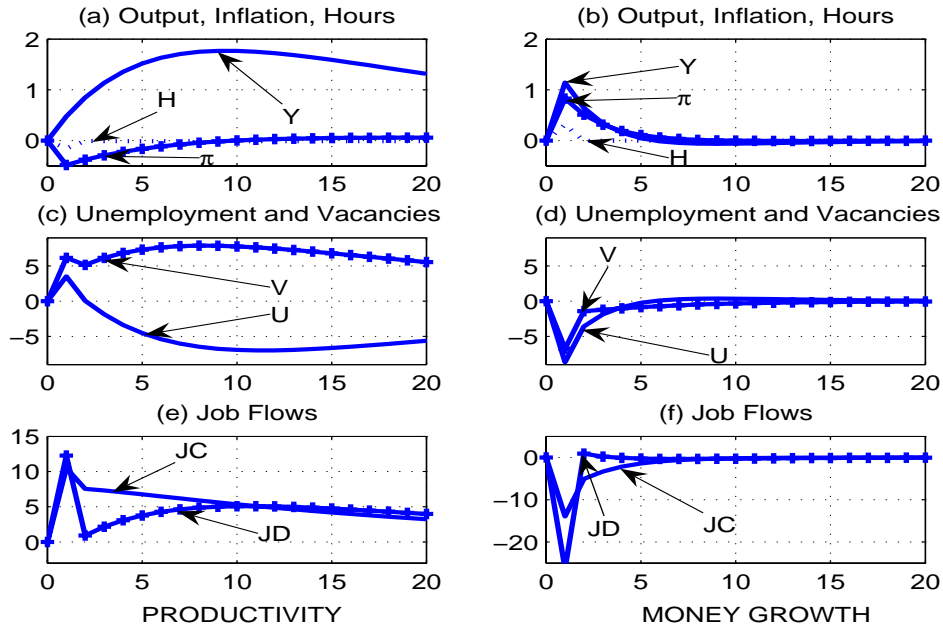 (a) Output, Inflation, Hours
2
1
0
H
Y
π
0 5 10 15 20
(b) Output, Inflation, Hours
2
1
0
Y
π
H
0 5 10 15 20
(c) Unemployment and Vacancies
5
0
−5
V
U
0 5 10 15 20
(d) Unemployment and Vacancies
5
0
−5
V
U
0 5 10 15 20
(e) Job Flows
15
10
5
0
JC
JD
0 5 10 15 20
PRODUCTIVITY
(f) Job Flows
0
−10
−20
JD
JC
0 5 10 15 20
MONEY GROWTH